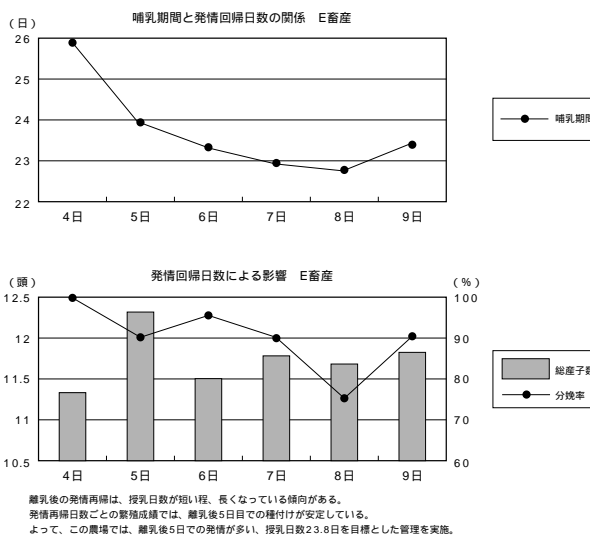 哺乳期間と発情回帰日数の関係　E畜産
（日）
26
25
24
23
22
4日 5日 6日 7日 8日 9日
哺乳期間
発情回帰日数による影響　E畜産
（頭）
（%）
12.5
12
11.5
11
10.5
100
90
80
70
60
4日 5日 6日 7日 8日 9日
総産子数
分娩率
離乳後の発情再帰は、授乳日数が短い程、長くなっている傾向がある。
発情再帰日数ごとの繁殖成績では、離乳後5日目での種付けが安定している。
よって、この農場では、離乳後5日での発情が多い、授乳日数23.8日を目標とした管理を実施。